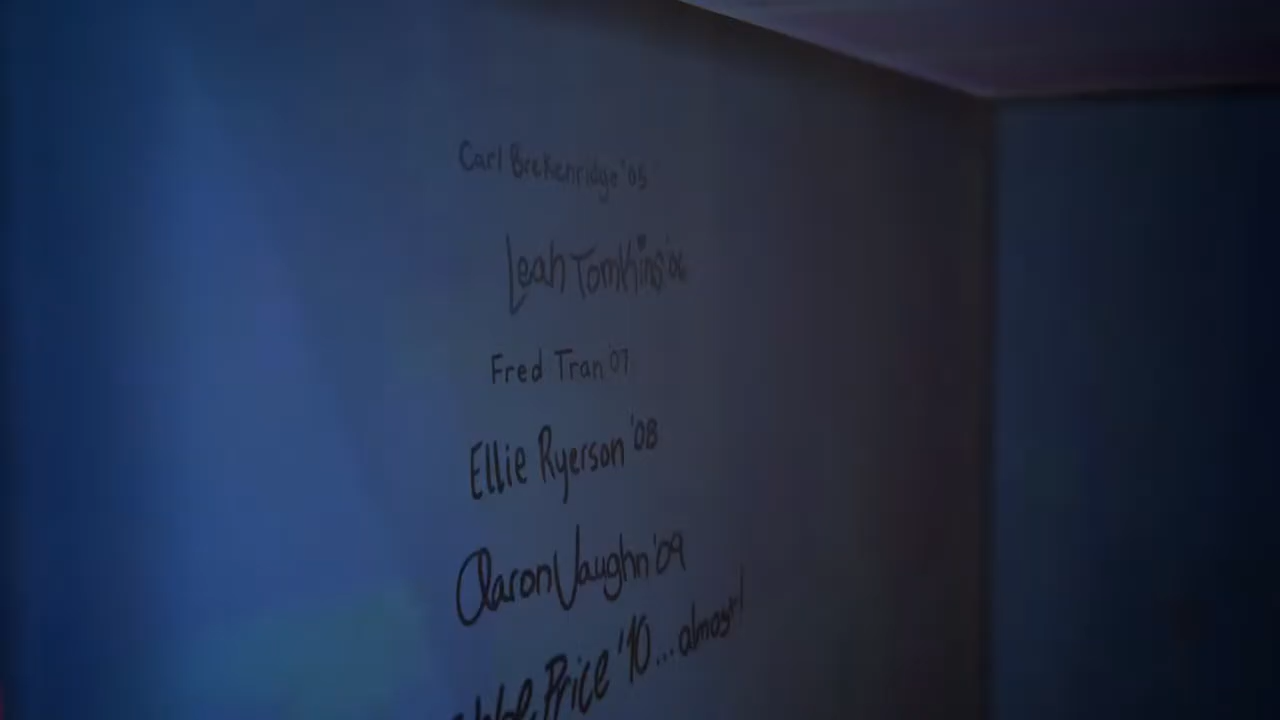 Carl Brekenridge '05
Leah Tomkins '06
Fred Tran '07
Ellie Ryerson '08
Aaron Vaughn '09
Price '10...almost!